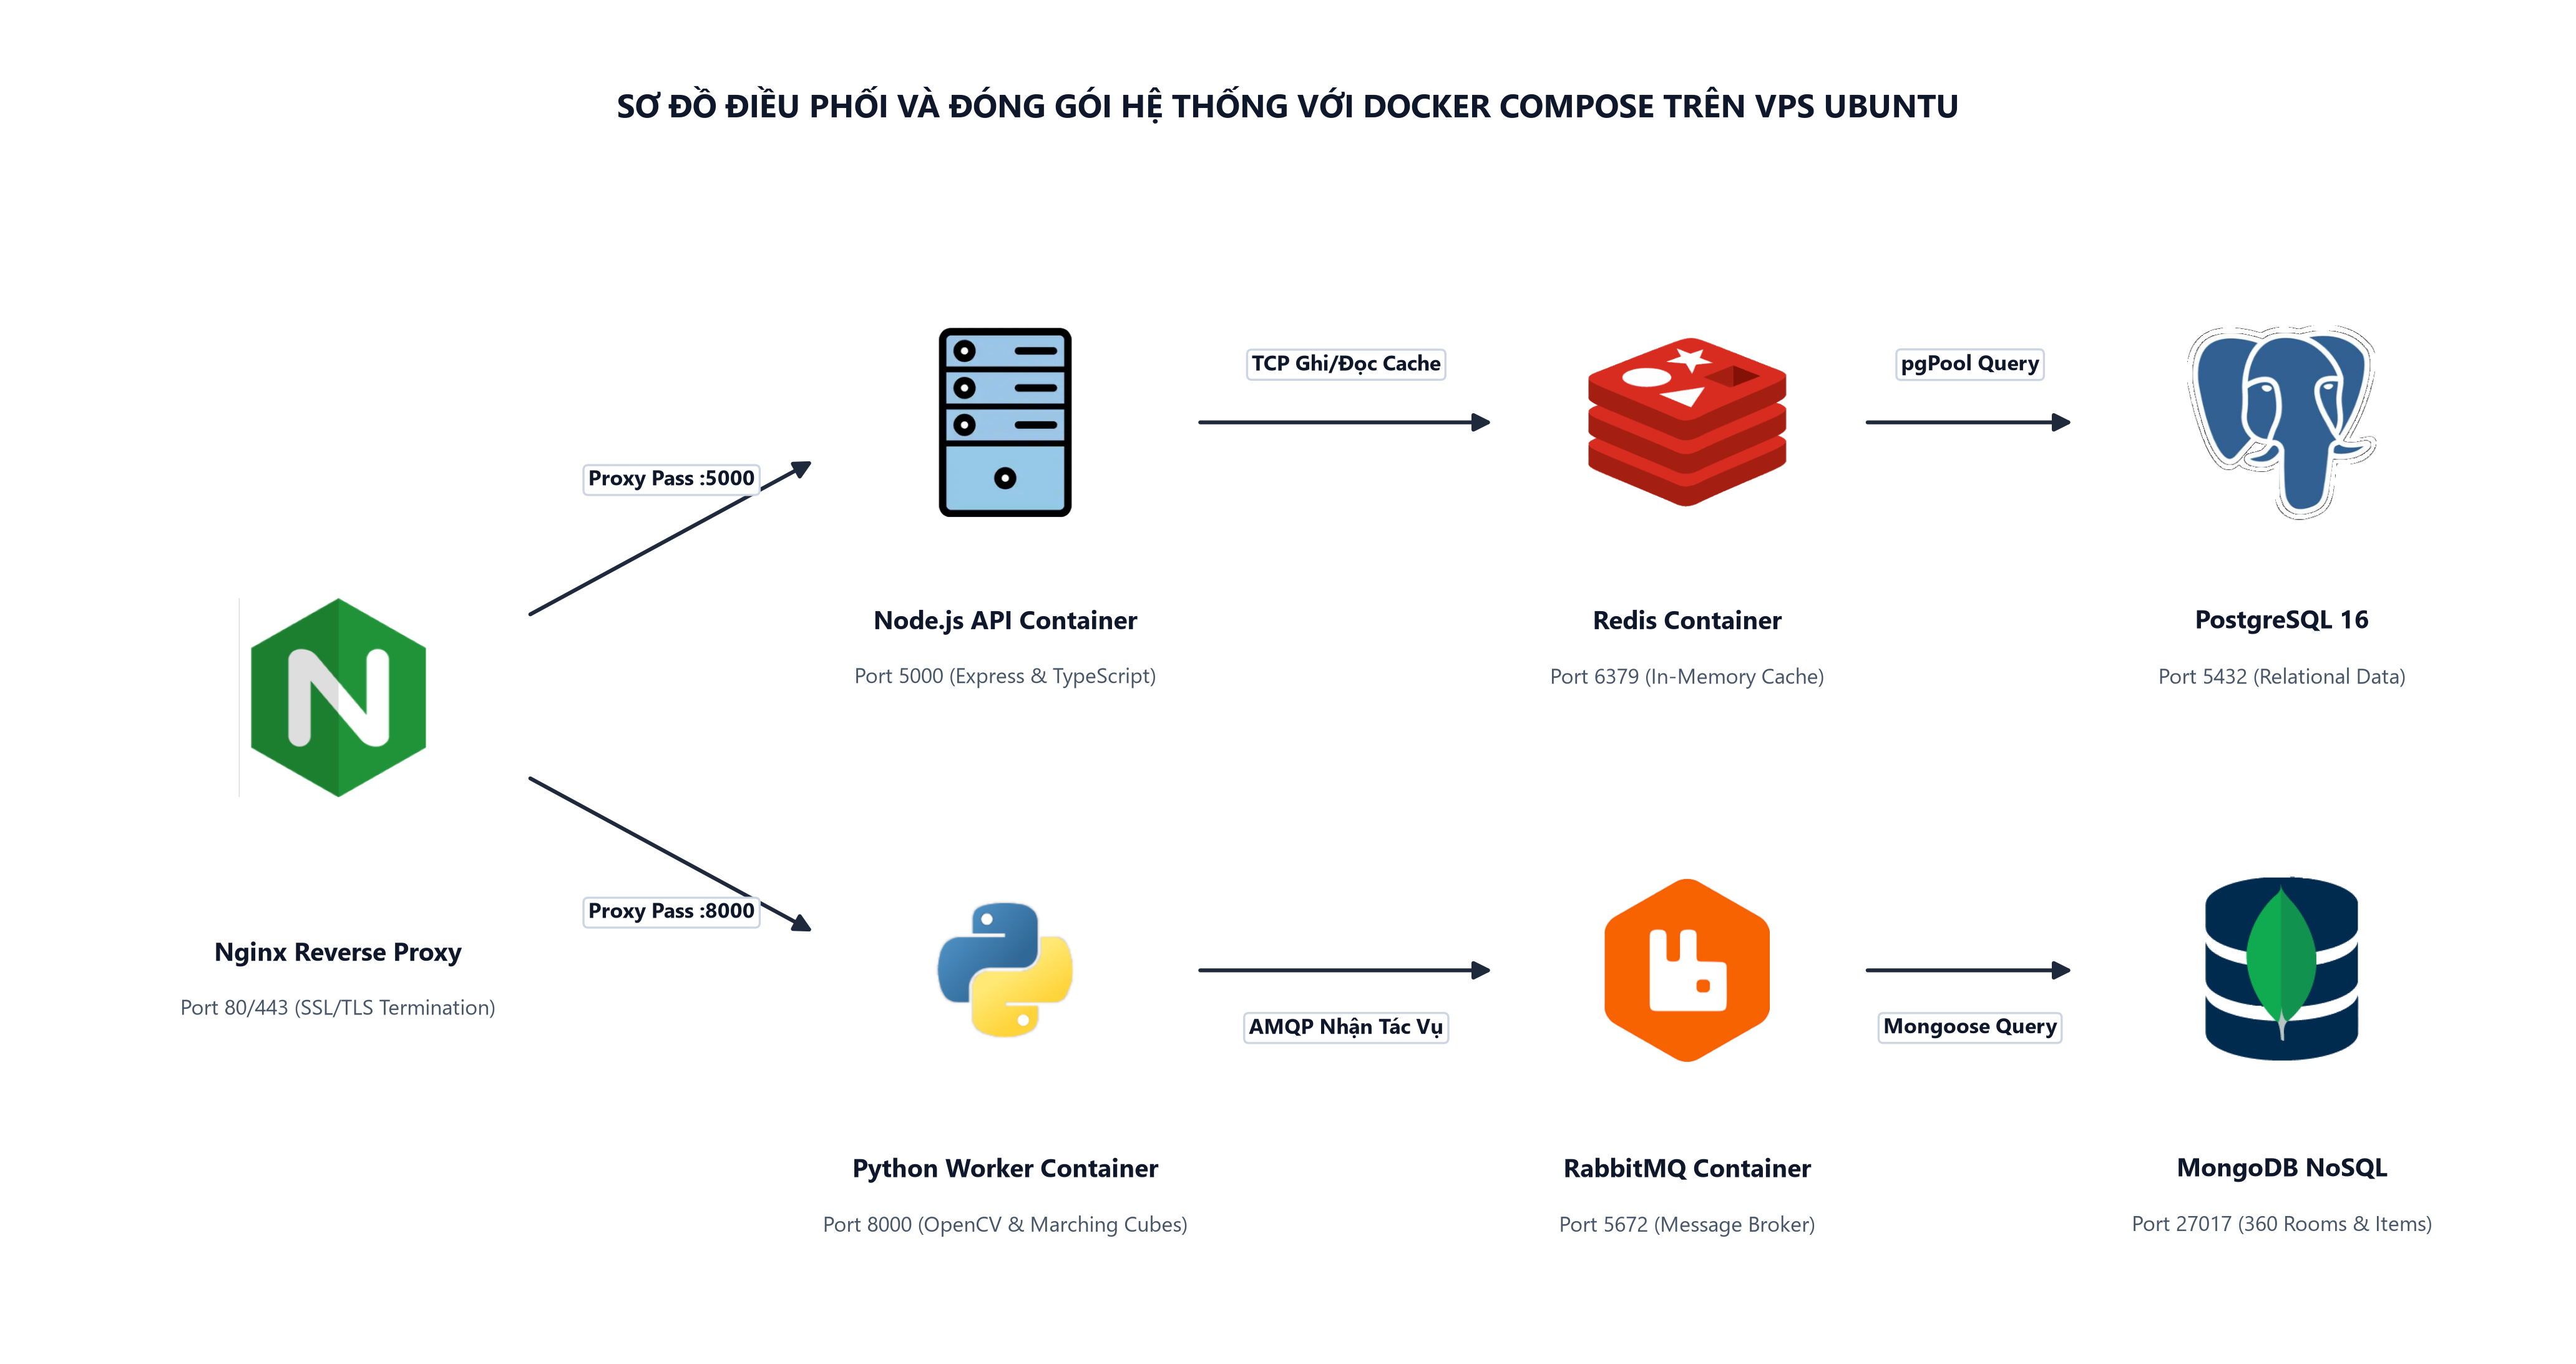 SƠ ĐỒ ĐIỀU PHỐI VÀ ĐÓNG GÓI HỆ THỐNG VỚI DOCKER COMPOSE TRÊN VPS UBUNTU
TCP Ghi/Đọc Cache
pgPool Query
Proxy Pass :5000
Node.js API Container
Port 5000 (Express & TypeScript)
Redis Container
Port 6379 (In-Memory Cache)
PostgreSQL 16
Port 5432 (Relational Data)
Proxy Pass :8000
Nginx Reverse Proxy
Port 80/443 (SSL/TLS Termination)
AMQP Nhận Tác Vụ
Mongoose Query
Python Worker Container
Port 8000 (OpenCV & Marching Cubes)
RabbitMQ Container
Port 5672 (Message Broker)
MongoDB NoSQL
Port 27017 (360 Rooms & Items)